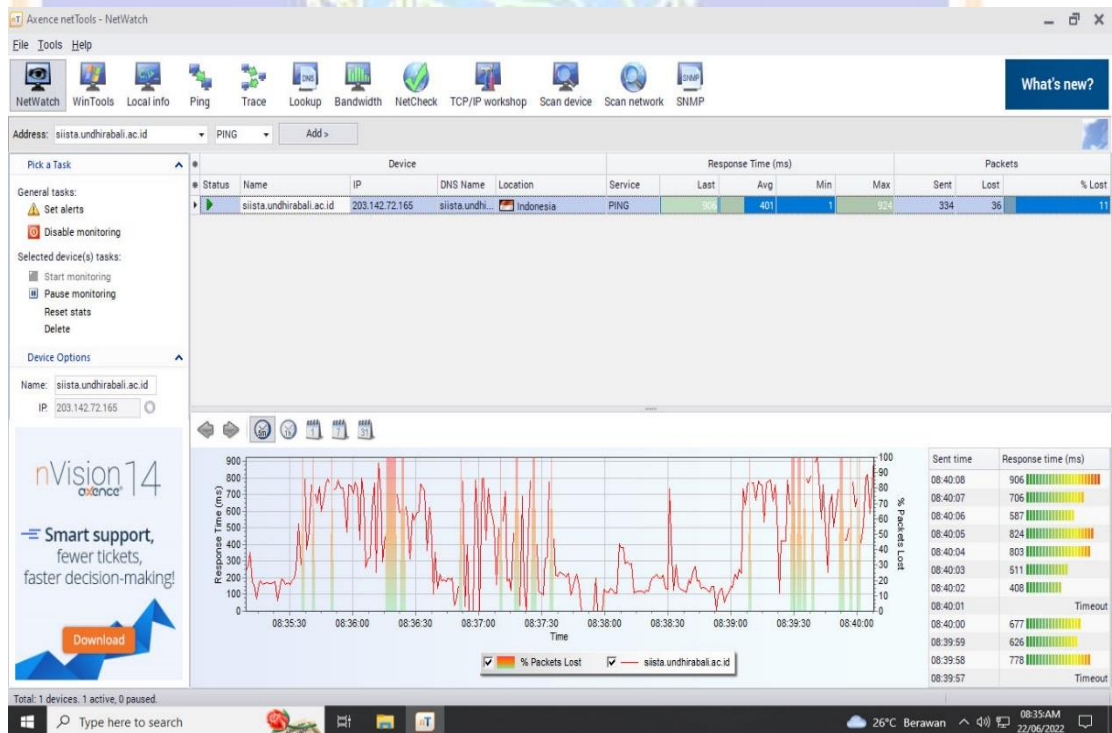 Axence netTools - NetWatch
File Tools Help
NetWatch WinTools Local info Ping Trace Lookup Bandwidth NetCheck TCP/IP workshop Scan device Scan network SNMP
DNS
SNMP
What's new?
Address: siista.undhirabali.ac.id PING Add >
Pick a Task
General tasks:
Set alerts
Disable monitoring
Selected device(s) tasks:
Start monitoring
Pause monitoring
Reset stats
Delete
Device Options
Name: siista.undhirabali.ac.id
IP: 203.142.72.165
nVision 14
axence
Smart support,
fewer tickets,
faster decision-making!
Download
Device Response Time (ms) Packets
Status Name IP DNS Name Location Service Last Avg Min Max Sent Lost % Lost
siista.undhirabali.ac.id 203.142.72.165 siista.undhi... Indonesia PING 906 401 1 924 334 36 11
1 7 31
Response Time (ms)
900
800
700
600
500
400
300
200
100
0
100
90
80
70
60
50
40
30
20
10
0
% Packets Lost
08:35:30 08:36:00 08:36:30 08:37:00 08:37:30 08:38:00 08:38:30 08:39:00 08:39:30 08:40:00
Time
% Packets Lost siista.undhirabali.ac.id
Sent time Response time (ms)
08:40:08 906
08:40:07 706
08:40:06 587
08:40:05 824
08:40:04 803
08:40:03 511
08:40:02 408
08:40:01 Timeout
08:40:00 677
08:39:59 626
08:39:58 778
08:39:57 Timeout
Total: 1 devices. 1 active, 0 paused.
Type here to search
nT
26°C Berawan
08:35:AM
22/06/2022